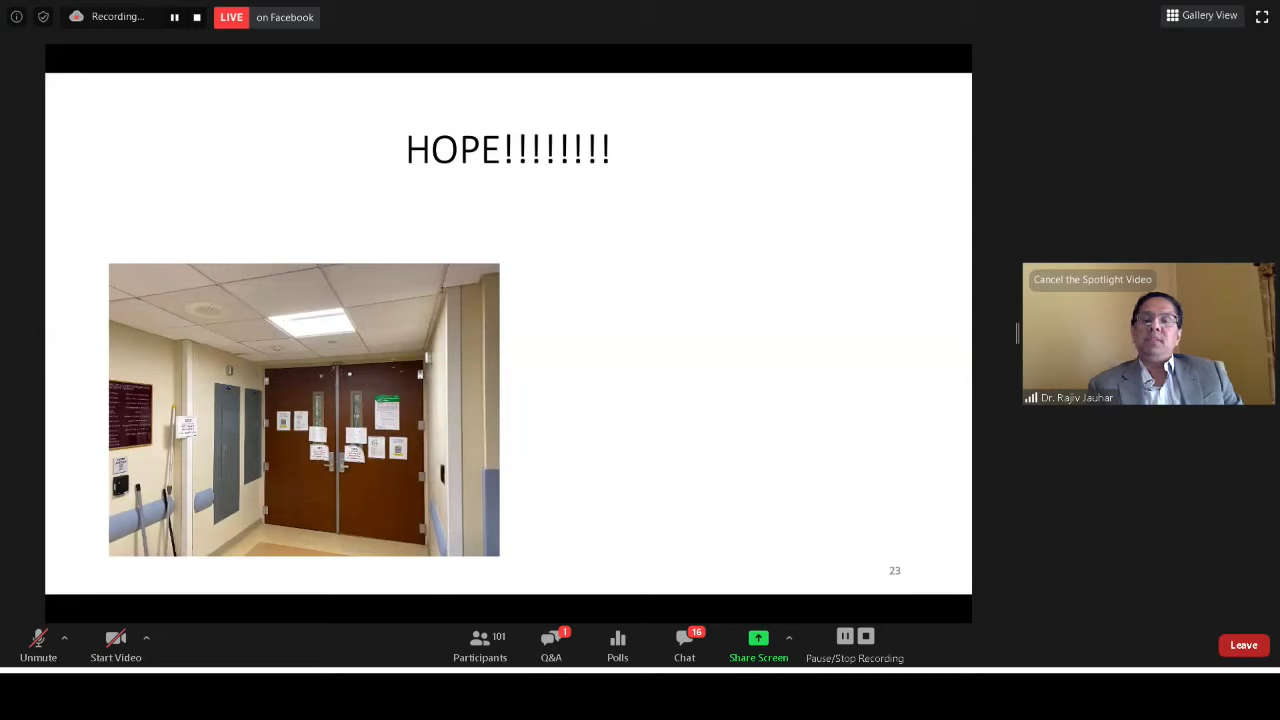 Recording...
LIVE on Facebook
Gallery View
HOPE!!!!!!!!
Cancel the Spotlight Video
Dr. Rajiv Jauhar
23
Unmute
Start Video
101
Participants
1
Q&A
Polls
16
Chat
Share Screen
Pause/Stop Recording
Leave